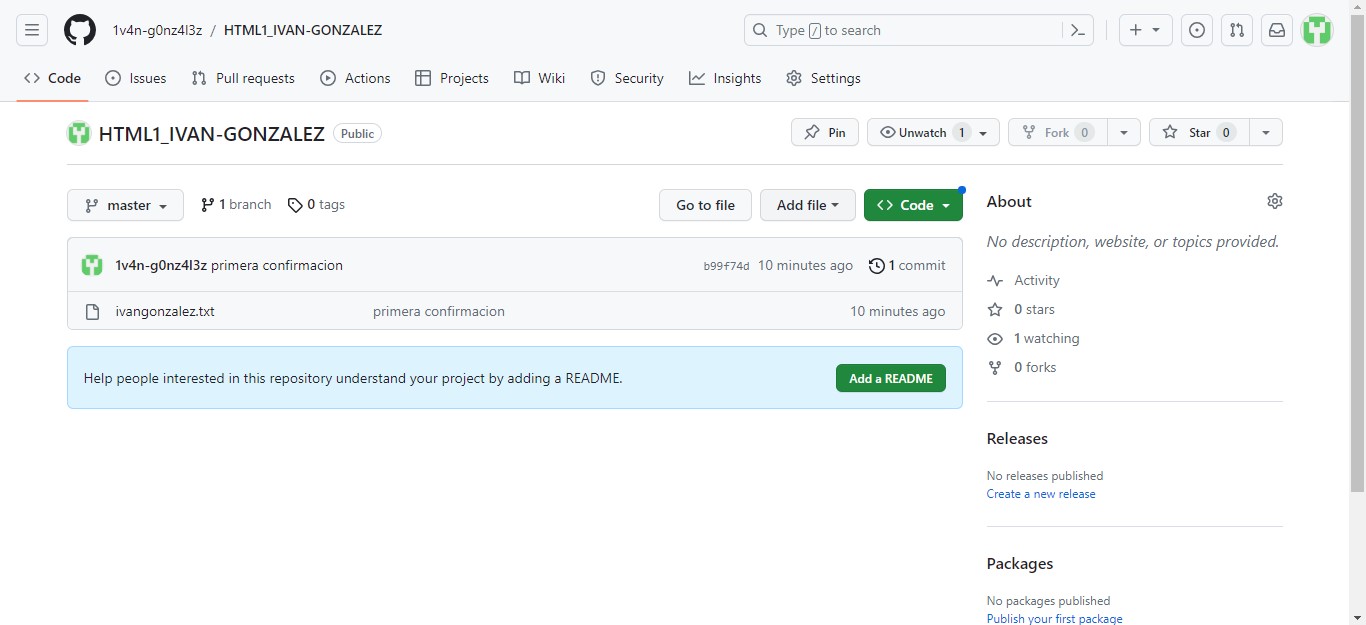 1v4n-g0nz4l3z / HTML1_IVAN-GONZALEZ
Type / to search
Code Issues Pull requests Actions Projects Wiki Security Insights Settings
HTML1_IVAN-GONZALEZ Public
Pin Unwatch 1 Fork 0 Star 0
master 1 branch 0 tags Go to file Add file Code
1v4n-g0nz4l3z primera confirmacion b99f74d 10 minutes ago 1 commit
ivangonzalez.txt primera confirmacion 10 minutes ago
Help people interested in this repository understand your project by adding a README. Add a README
About
No description, website, or topics provided.
Activity
0 stars
1 watching
0 forks
Releases
No releases published
Create a new release
Packages
No packages published
Publish your first package